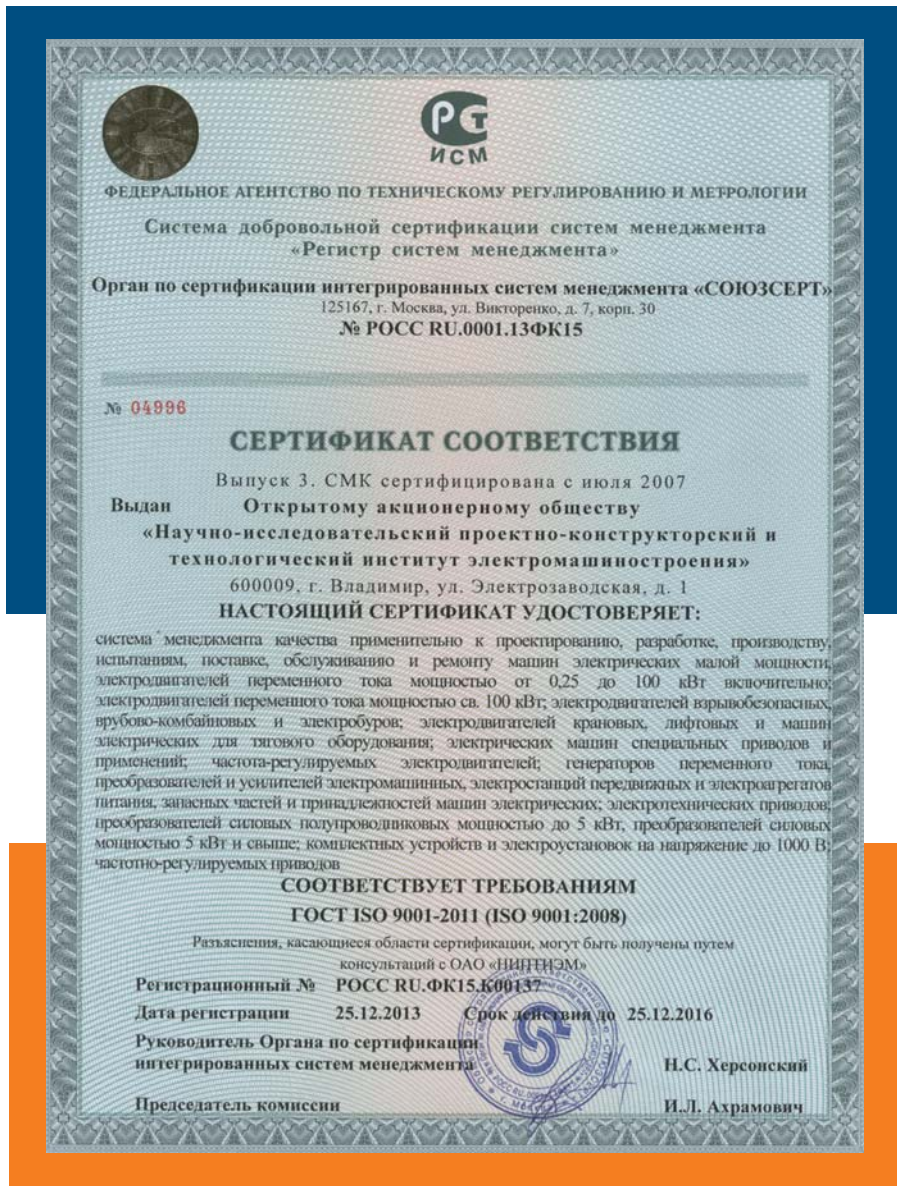 РСТ
ИСМ
ФЕДЕРАЛЬНОЕ АГЕНТСТВО ПО ТЕХНИЧЕСКОМУ РЕГУЛИРОВАНИЮ И МЕТРОЛОГИИ
Система добровольной сертификации систем менеджмента
«Регистр систем менеджмента»
Орган по сертификации интегрированных систем менеджмента «СОЮЗСЕРТ»
125167, г. Москва, ул. Викторенко, д. 7, корп. 30
№ РОСС RU.0001.13ФК15
№ 04996
СЕРТИФИКАТ СООТВЕТСТВИЯ
Выпуск 3. СМК сертифицирована с июля 2007
Выдан Открытому акционерному обществу
«Научно-исследовательский проектно-конструкторский и
технологический институт электромашиностроения»
600009, г. Владимир, ул. Электрозаводская, д. 1
НАСТОЯЩИЙ СЕРТИФИКАТ УДОСТОВЕРЯЕТ:
система менеджмента качества применительно к проектированию, разработке, производству,
испытаниям, поставке, обслуживанию и ремонту машин электрических малой мощности,
электродвигателей переменного тока мощностью от 0,25 до 100 кВт включительно;
электродвигателей переменного тока мощностью св. 100 кВт; электродвигателей взрывобезопасных,
врубово-комбайновых и электробуров; электродвигателей крановых, лифтовых и машин
электрических для тягового оборудования; электрических машин специальных приводов и
применений; частота-регулируемых электродвигателей; генераторов переменного тока,
преобразователей и усилителей электромашинных, электростанций передвижных и электроагрегатов
питания, запасных частей и принадлежностей машин электрических; электротехнических приводов;
преобразователей силовых полупроводниковых мощностью до 5 кВт, преобразователей силовых
мощностью 5 кВт и свыше; комплектных устройств и электроустановок на напряжение до 1000 В;
частотно-регулируемых приводов
СООТВЕТСТВУЕТ ТРЕБОВАНИЯМ
ГОСТ ISO 9001-2011 (ISO 9001:2008)
Разъяснения, касающиеся области сертификации, могут быть получены путем
консультаций с ОАО «НИПТИЭМ»
Регистрационный № РОСС RU.ФК15.К00137
Дата регистрации 25.12.2013 Срок действия до 25.12.2016
Руководитель Органа по сертификации
интегрированных систем менеджмента Н.С. Херсонский
Председатель комиссии И.Л. Ахрамович